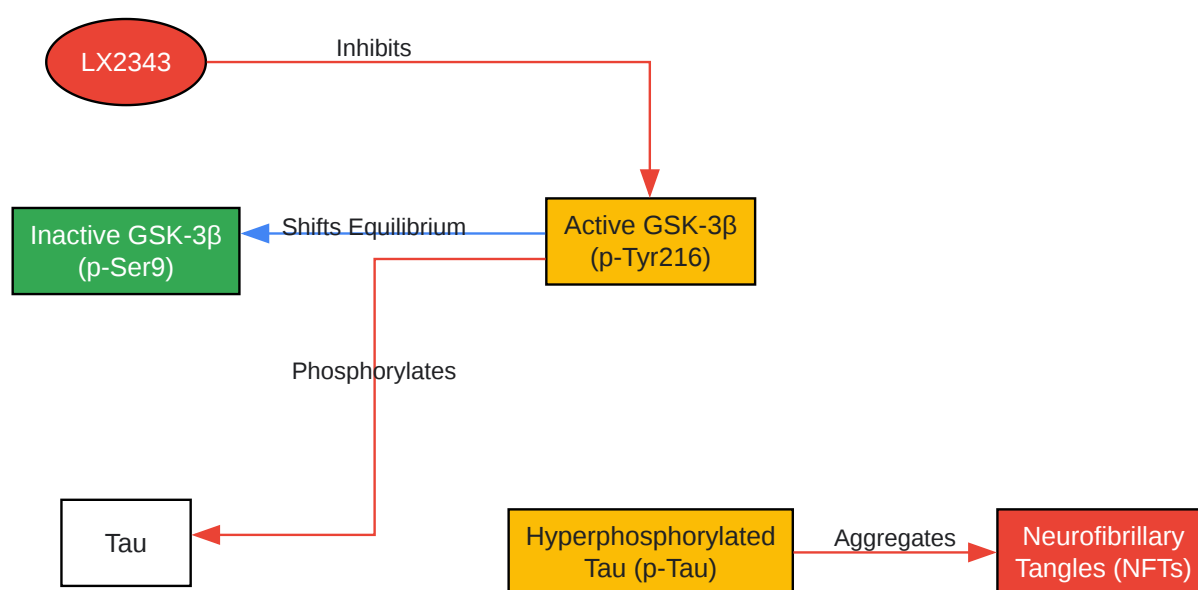 LX2343
Inhibits
Inactive GSK-3β
(p-Ser9)
Shifts Equilibrium
Active GSK-3β
(p-Tyr216)
Phosphorylates
Tau
Hyperphosphorylated
Tau (p-Tau)
Aggregates
Neurofibrillary
Tangles (NFTs)